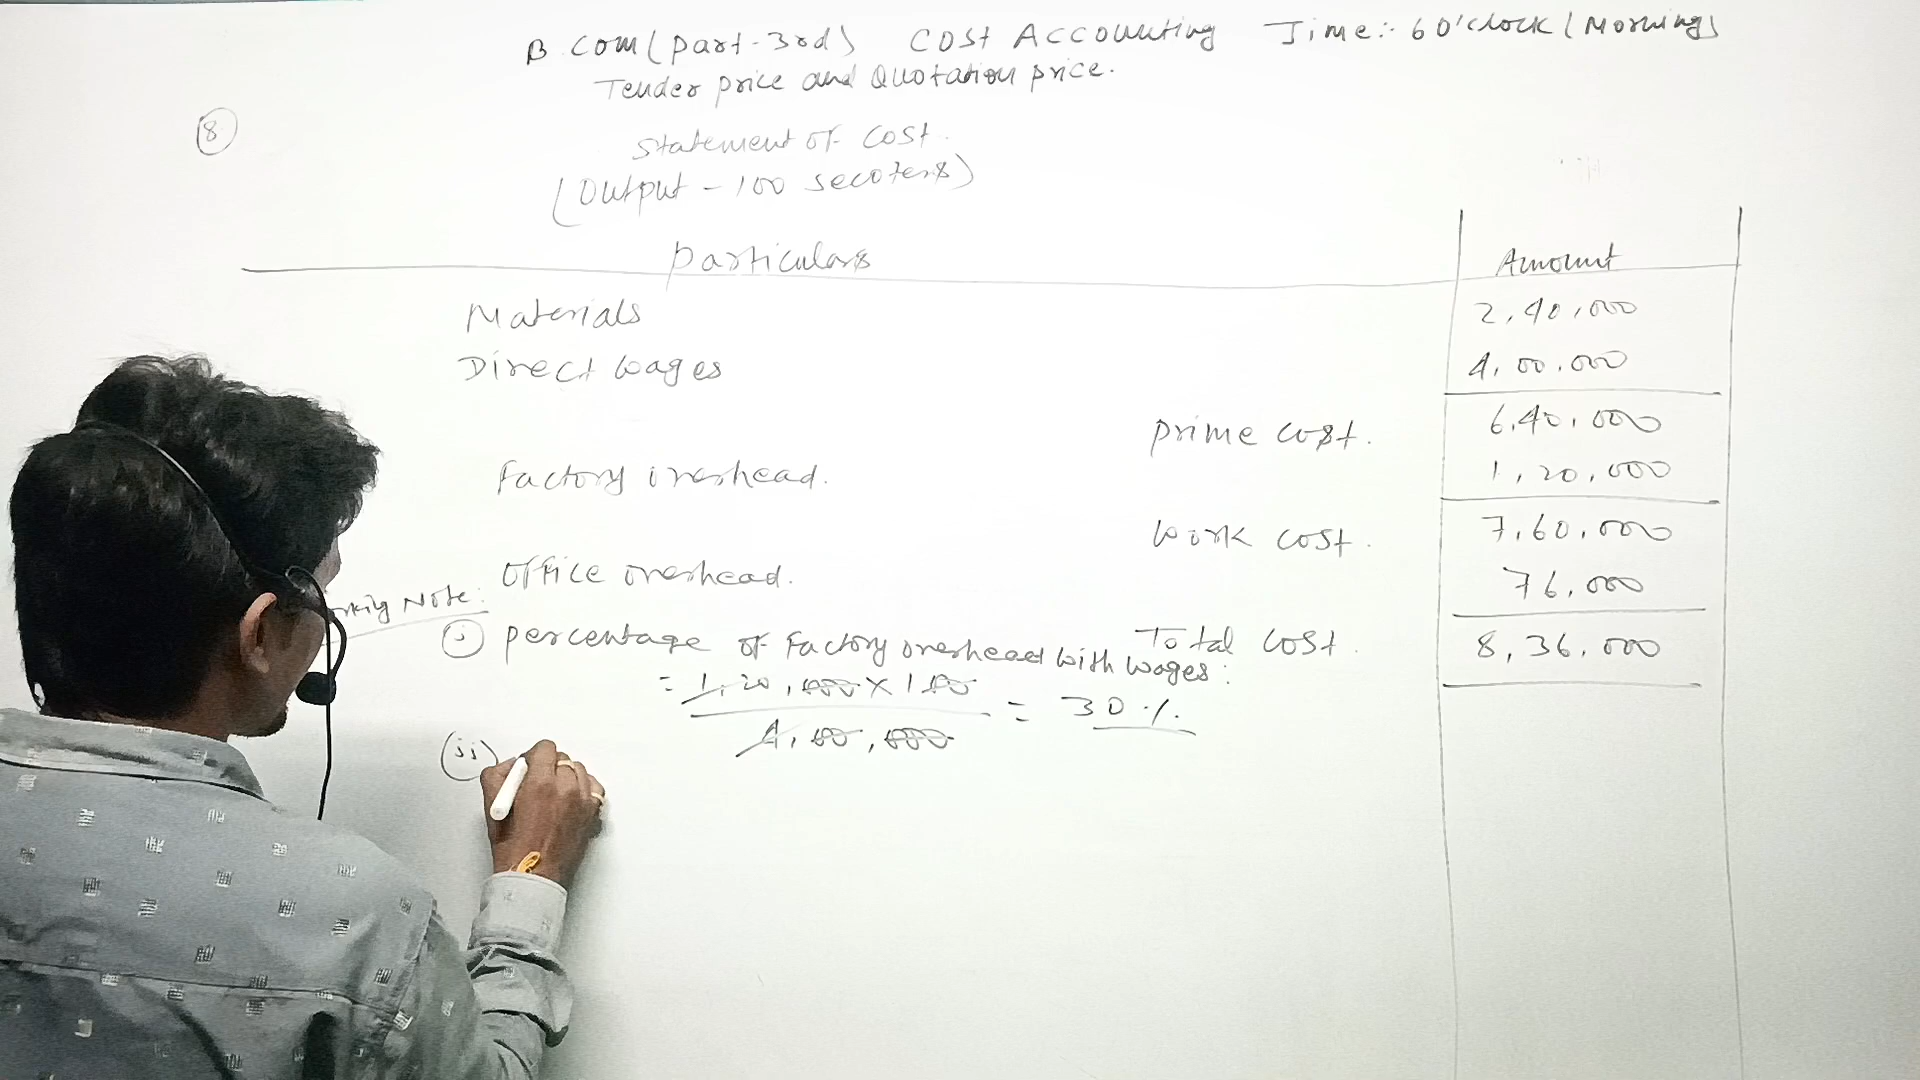 B.Com (Part-3rd) COST Accounting Time:- 6 O'clock (Morning)
Tender price and Quotation price.
8
Statement of Cost.
(Output - 100 secoters)
Particulars Amount
Materials 2,40,000
Direct Wages 4,00,000
Prime cost. 6,40,000
Factory overhead. 1,20,000
Work cost. 7,60,000
Office overhead. 76,000
Total cost. 8,36,000
Note:
(i) Percentage of Factory overhead with wages:
= 1,20,000 X 100 = 30%
4,00,000
(ii)